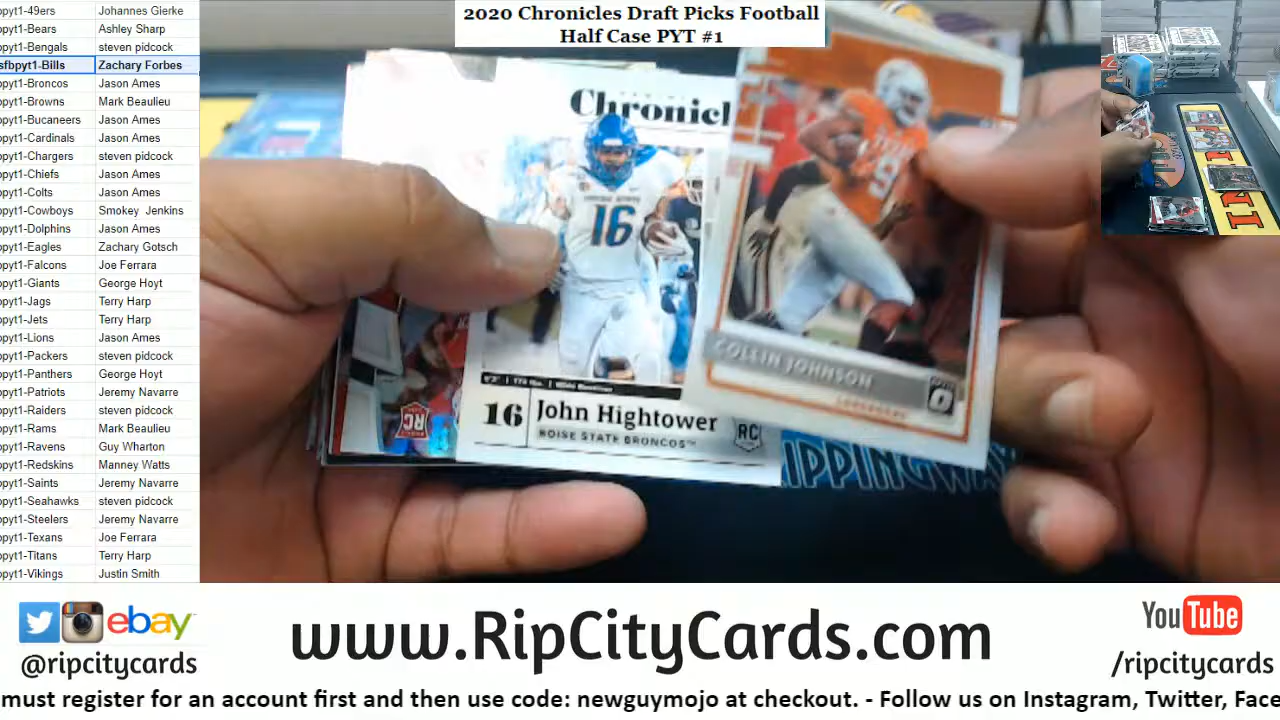 2020 Chronicles Draft Picks Football
Half Case PYT #1
pyt1-49ers Johannes Gierke
pyt1-Bears Ashley Sharp
pyt1-Bengals steven pidcock
sfbpyt1-Bills Zachary Forbes
pyt1-Broncos Jason Ames
pyt1-Browns Mark Beaulieu
pyt1-Bucaneers Jason Ames
pyt1-Cardinals Jason Ames
pyt1-Chargers steven pidcock
pyt1-Chiefs Jason Ames
pyt1-Colts Jason Ames
pyt1-Cowboys Smokey Jenkins
pyt1-Dolphins Jason Ames
pyt1-Eagles Zachary Gotsch
pyt1-Falcons Joe Ferrara
pyt1-Giants George Hoyt
pyt1-Jags Terry Harp
pyt1-Jets Terry Harp
pyt1-Lions Jason Ames
pyt1-Packers steven pidcock
pyt1-Panthers George Hoyt
pyt1-Patriots Jeremy Navarre
pyt1-Raiders steven pidcock
pyt1-Rams Mark Beaulieu
pyt1-Ravens Guy Wharton
pyt1-Redskins Manney Watts
pyt1-Saints Jeremy Navarre
pyt1-Seahawks steven pidcock
pyt1-Steelers Jeremy Navarre
pyt1-Texans Joe Ferrara
pyt1-Titans Terry Harp
pyt1-Vikings Justin Smith
Chronicl
16
16 John Hightower
BOISE STATE BRONCOS™
RC
RC
9
COLLIN JOHNSON
LONGHORNS
IPPINGWA
ebay
@ripcitycards
www.RipCityCards.com
YouTube
/ripcitycards
must register for an account first and then use code: newguymojo at checkout. - Follow us on Instagram, Twitter, Face